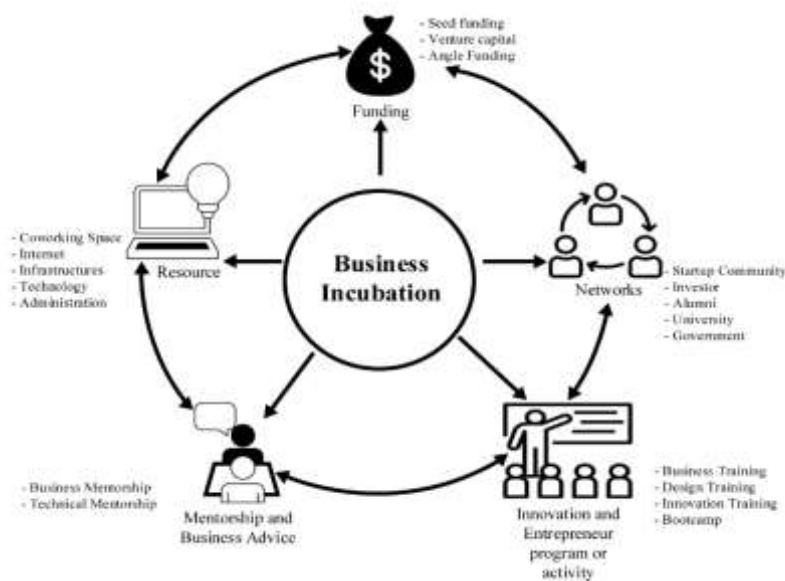 - Seed funding
- Venture capital
- Angle Funding
$
Funding
- Coworking Space
- Internet
- Infrastructures
- Technology
- Administration
Resource
Business
Incubation
Networks
- Startup Community
- Investor
- Alumni
- University
- Government
- Business Mentorship
- Technical Mentorship
Mentorship and
Business Advice
Innovation and
Entrepreneur
program or
activity
- Business Training
- Design Training
- Innovation Training
- Bootcamp